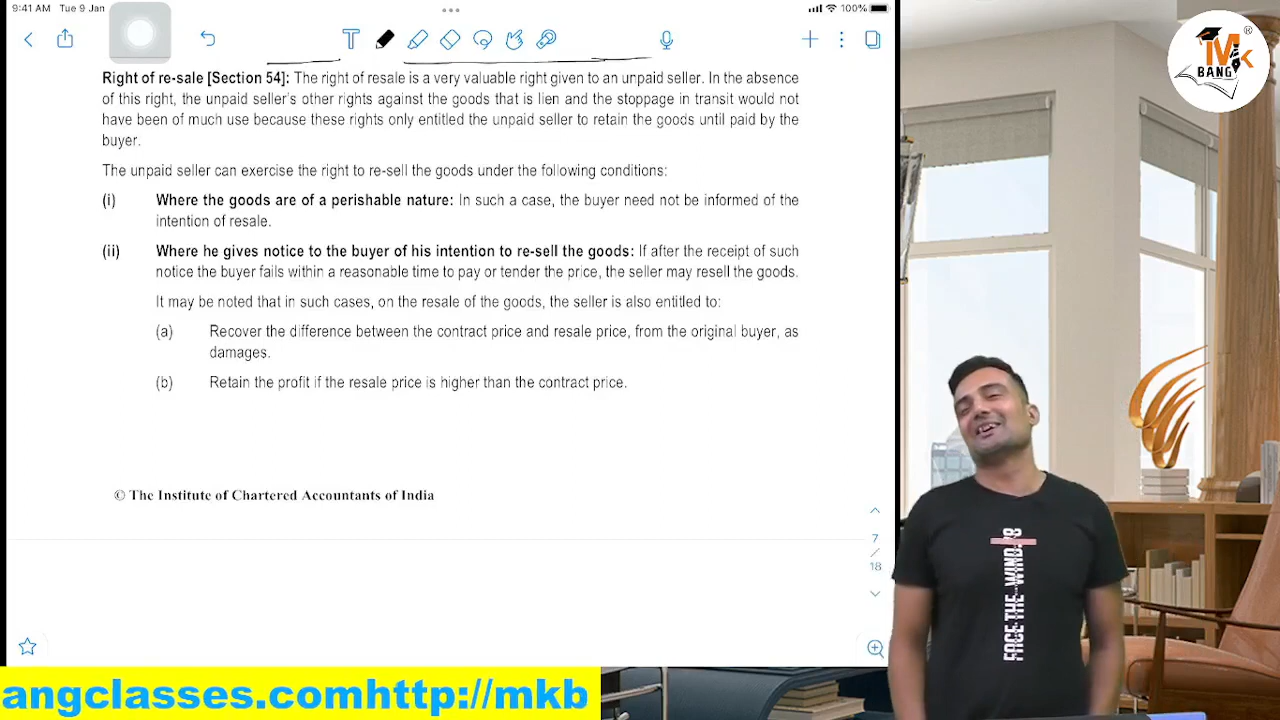 9:41 AM Tue 9 Jan
100%
T
Right of re-sale [Section 54]: The right of resale is a very valuable right given to an unpaid seller. In the absence
of this right, the unpaid seller's other rights against the goods that is lien and the stoppage in transit would not
have been of much use because these rights only entitled the unpaid seller to retain the goods until paid by the
buyer.
The unpaid seller can exercise the right to re-sell the goods under the following conditions:
(i) Where the goods are of a perishable nature: In such a case, the buyer need not be informed of the
intention of resale.
(ii) Where he gives notice to the buyer of his intention to re-sell the goods: If after the receipt of such
notice the buyer fails within a reasonable time to pay or tender the price, the seller may resell the goods.
It may be noted that in such cases, on the resale of the goods, the seller is also entitled to:
(a) Recover the difference between the contract price and resale price, from the original buyer, as
damages.
(b) Retain the profit if the resale price is higher than the contract price.
© The Institute of Chartered Accountants of India
7
/
18
Mk
BANG
®
FACE·THE·WIND
angclasses.comhttp://mkb